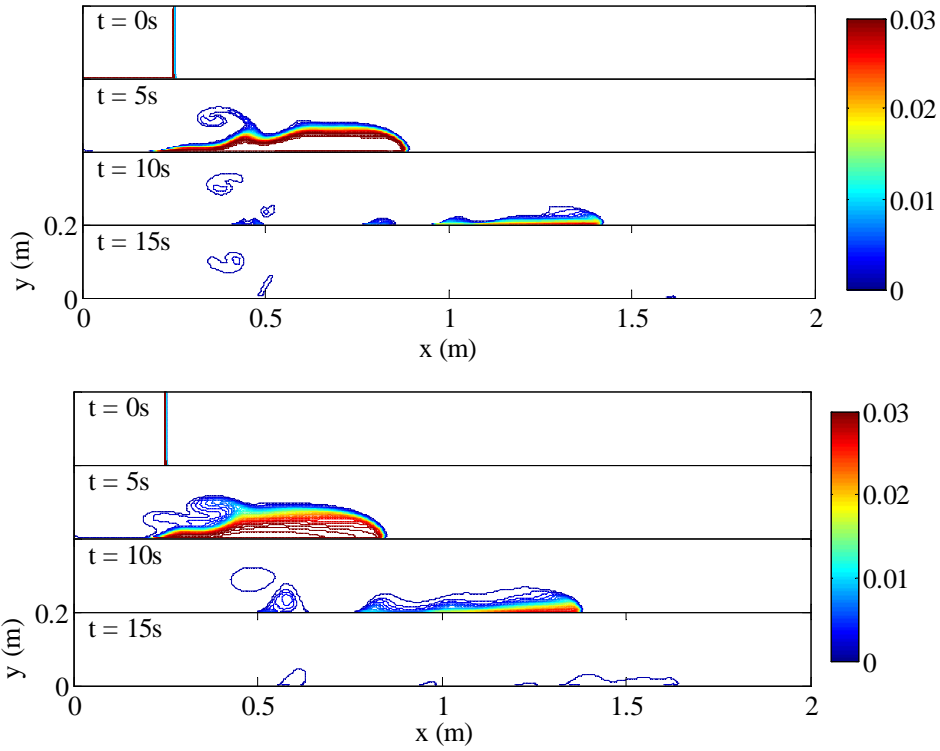 t = 0s
0.03
t = 5s
0.02
t = 10s
0.01
0.2
t = 15s
y (m)
0
0
0 0.5 1 1.5 2
x (m)
t = 0s
0.03
t = 5s
0.02
t = 10s
0.01
0.2
t = 15s
y (m)
0
0
0 0.5 1 1.5 2
x (m)